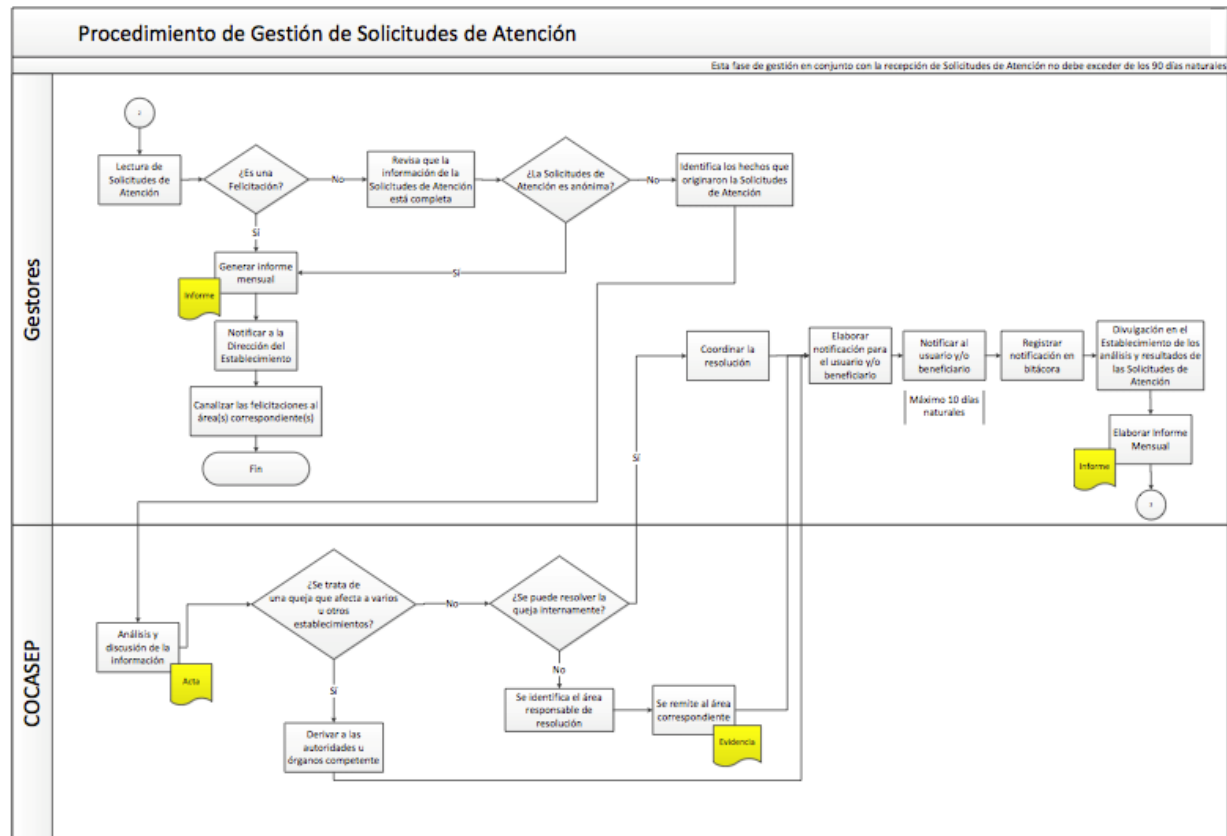 Procedimiento de Gestión de Solicitudes de Atención
Esta fase de gestión en conjunto con la recepción de Solicitudes de Atención no debe exceder de los 90 días naturales
Gestores
2
Lectura de
Solicitudes de
Atención
¿Es una
Felicitación?
No
Revisa que la
información de la
Solicitudes de Atención
está completa
¿La Solicitudes de
Atención es anónima?
No
Identifica los hechos que
originaron la Solicitudes
de Atención
Sí
Sí
Generar informe
mensual
Informe
Notificar a la
Dirección del
Establecimiento
Canalizar las felicitaciones al
área(s) correspondiente(s)
Fin
Coordinar la
resolución
Elaborar
notificación para
el usuario y/o
beneficiario
Notificar al
usuario y/o
beneficiario
Máximo 10 días
naturales
Registrar
notificación en
bitácora
Divulgación en el
Establecimiento de los
análisis y resultados de
las Solicitudes de
Atención
Elaborar Informe
Mensual
Informe
3
Sí
COCASEP
Análisis y
discusión de la
información
Acta
¿Se trata de
una queja que afecta a varios
u otros
establecimientos?
No
¿Se puede resolver la
queja internamente?
Sí
No
Derivar a las
autoridades u
órganos competente
Se identifica el área
responsable de
resolución
Se remite al área
correspondiente
Evidencia